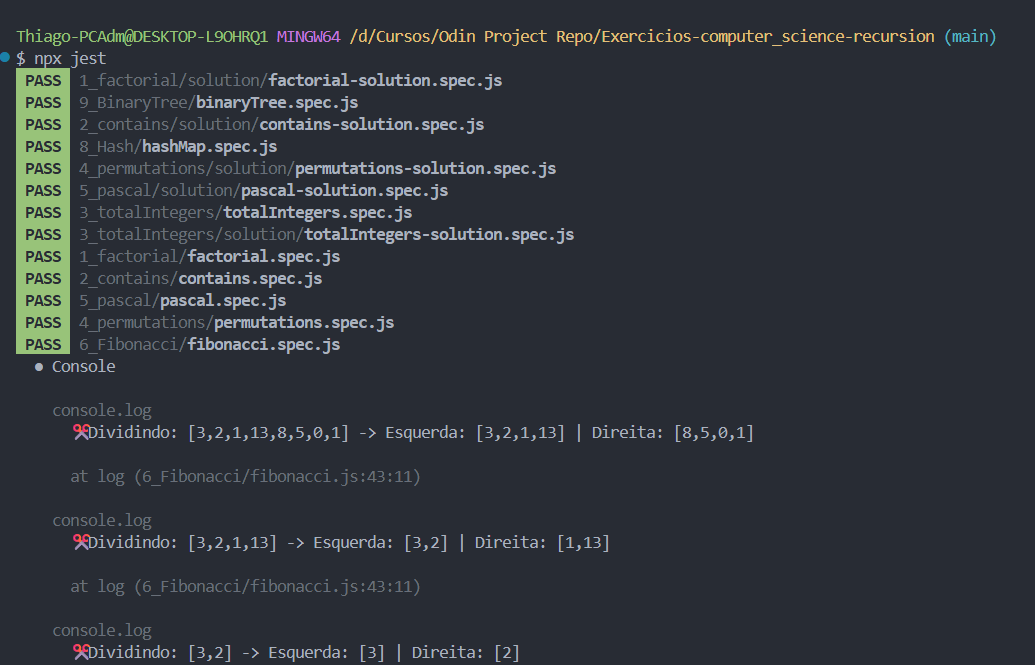 Thiago-PCAdm@DESKTOP-L9OHRQ1 MINGW64 /d/Cursos/Odin Project Repo/Exercicios-computer_science-recursion (main)
$ npx jest
PASS 1_factorial/solution/factorial-solution.spec.js
PASS 9_BinaryTree/binaryTree.spec.js
PASS 2_contains/solution/contains-solution.spec.js
PASS 8_Hash/hashMap.spec.js
PASS 4_permutations/solution/permutations-solution.spec.js
PASS 5_pascal/solution/pascal-solution.spec.js
PASS 3_totalIntegers/totalIntegers.spec.js
PASS 3_totalIntegers/solution/totalIntegers-solution.spec.js
PASS 1_factorial/factorial.spec.js
PASS 2_contains/contains.spec.js
PASS 5_pascal/pascal.spec.js
PASS 4_permutations/permutations.spec.js
PASS 6_Fibonacci/fibonacci.spec.js
● Console
console.log
✂Dividindo: [3,2,1,13,8,5,0,1] -> Esquerda: [3,2,1,13] | Direita: [8,5,0,1]
at log (6_Fibonacci/fibonacci.js:43:11)
console.log
✂Dividindo: [3,2,1,13] -> Esquerda: [3,2] | Direita: [1,13]
at log (6_Fibonacci/fibonacci.js:43:11)
console.log
✂Dividindo: [3,2] -> Esquerda: [3] | Direita: [2]